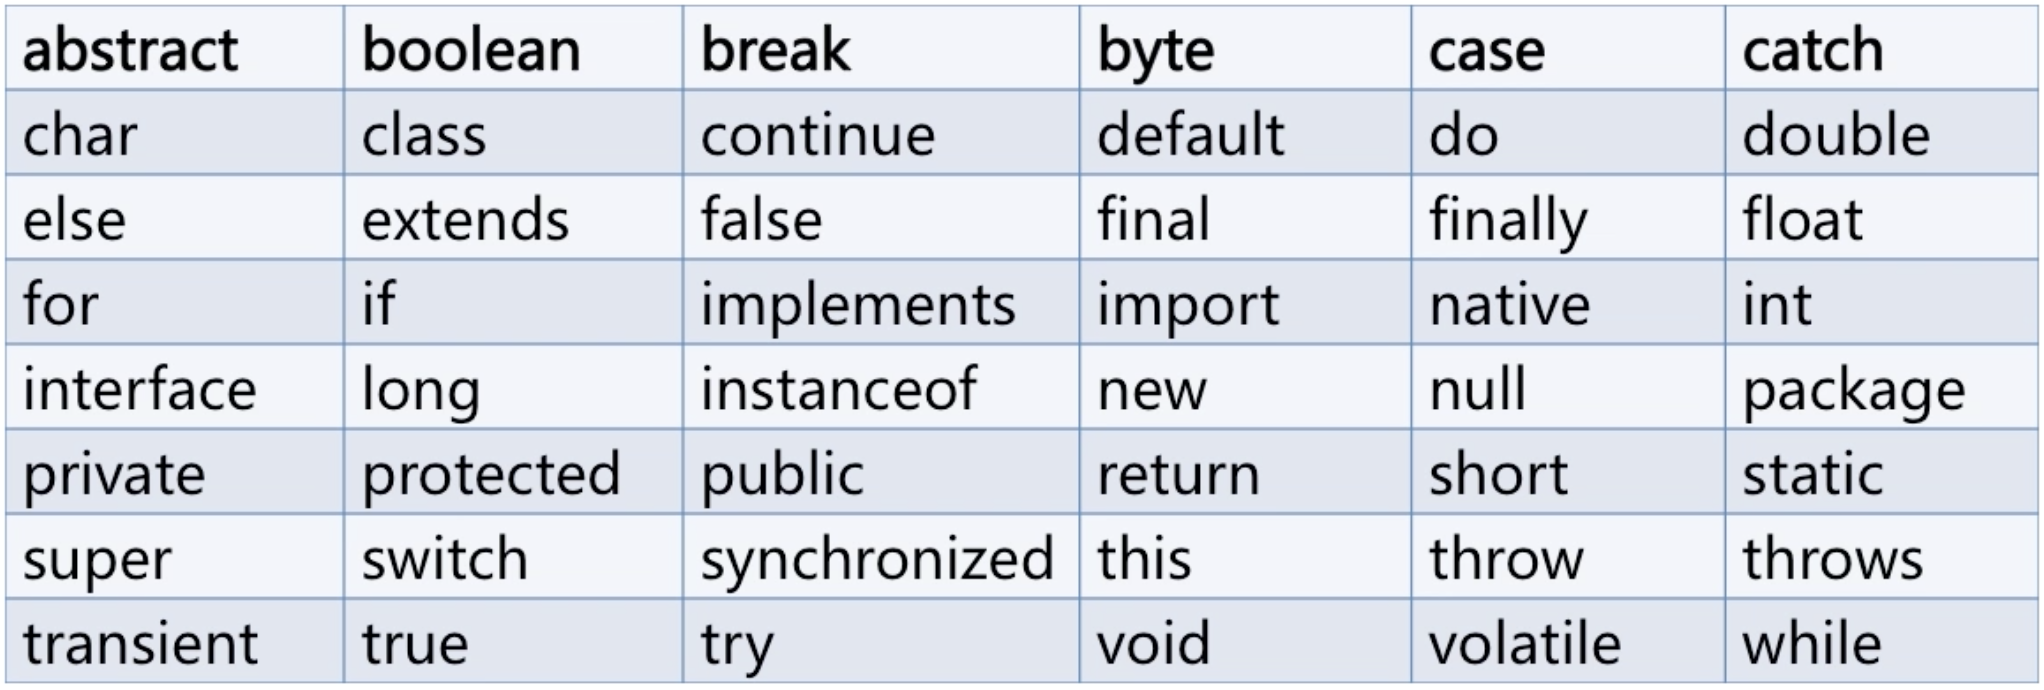 abstract boolean break byte case catch
char class continue default do double
else extends false final finally float
for if implements import native int
interface long instanceof new null package
private protected public return short static
super switch synchronized this throw throws
transient true try void volatile while